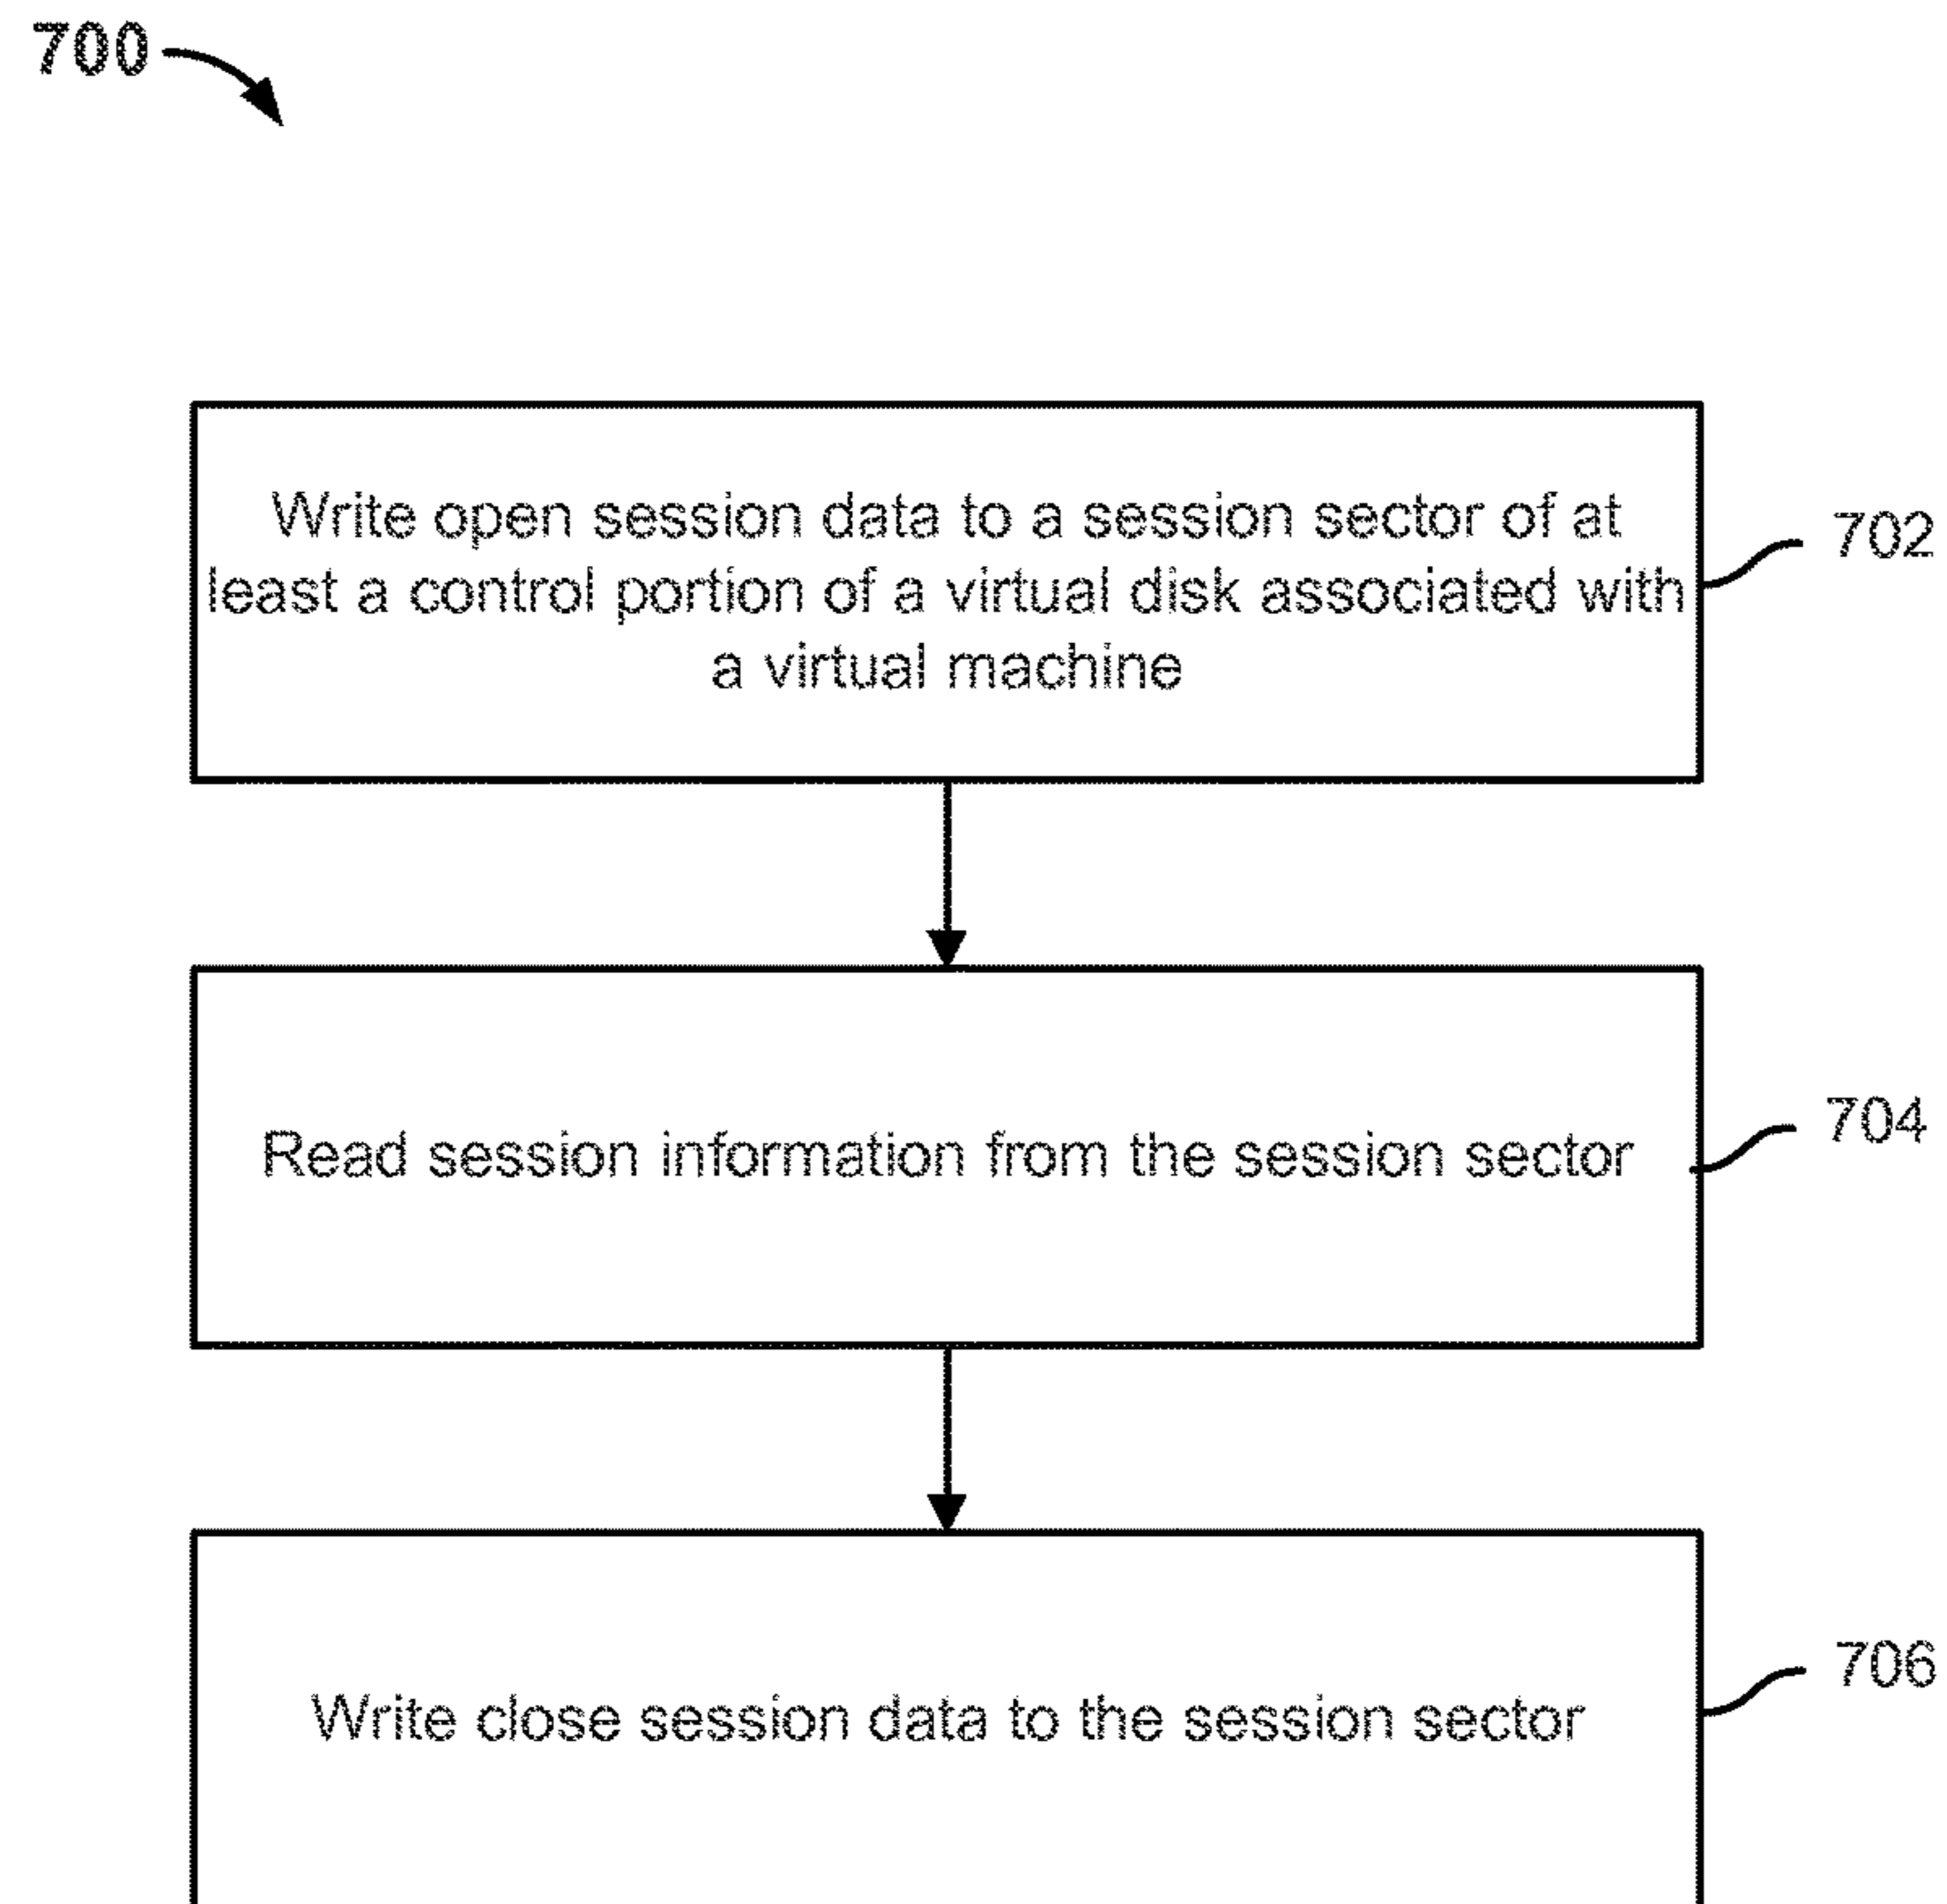 700
Write open session data to a session sector of at
least a control portion of a virtual disk associated with
a virtual machine
702
Read session information from the session sector
704
Write close session data to the session sector
706